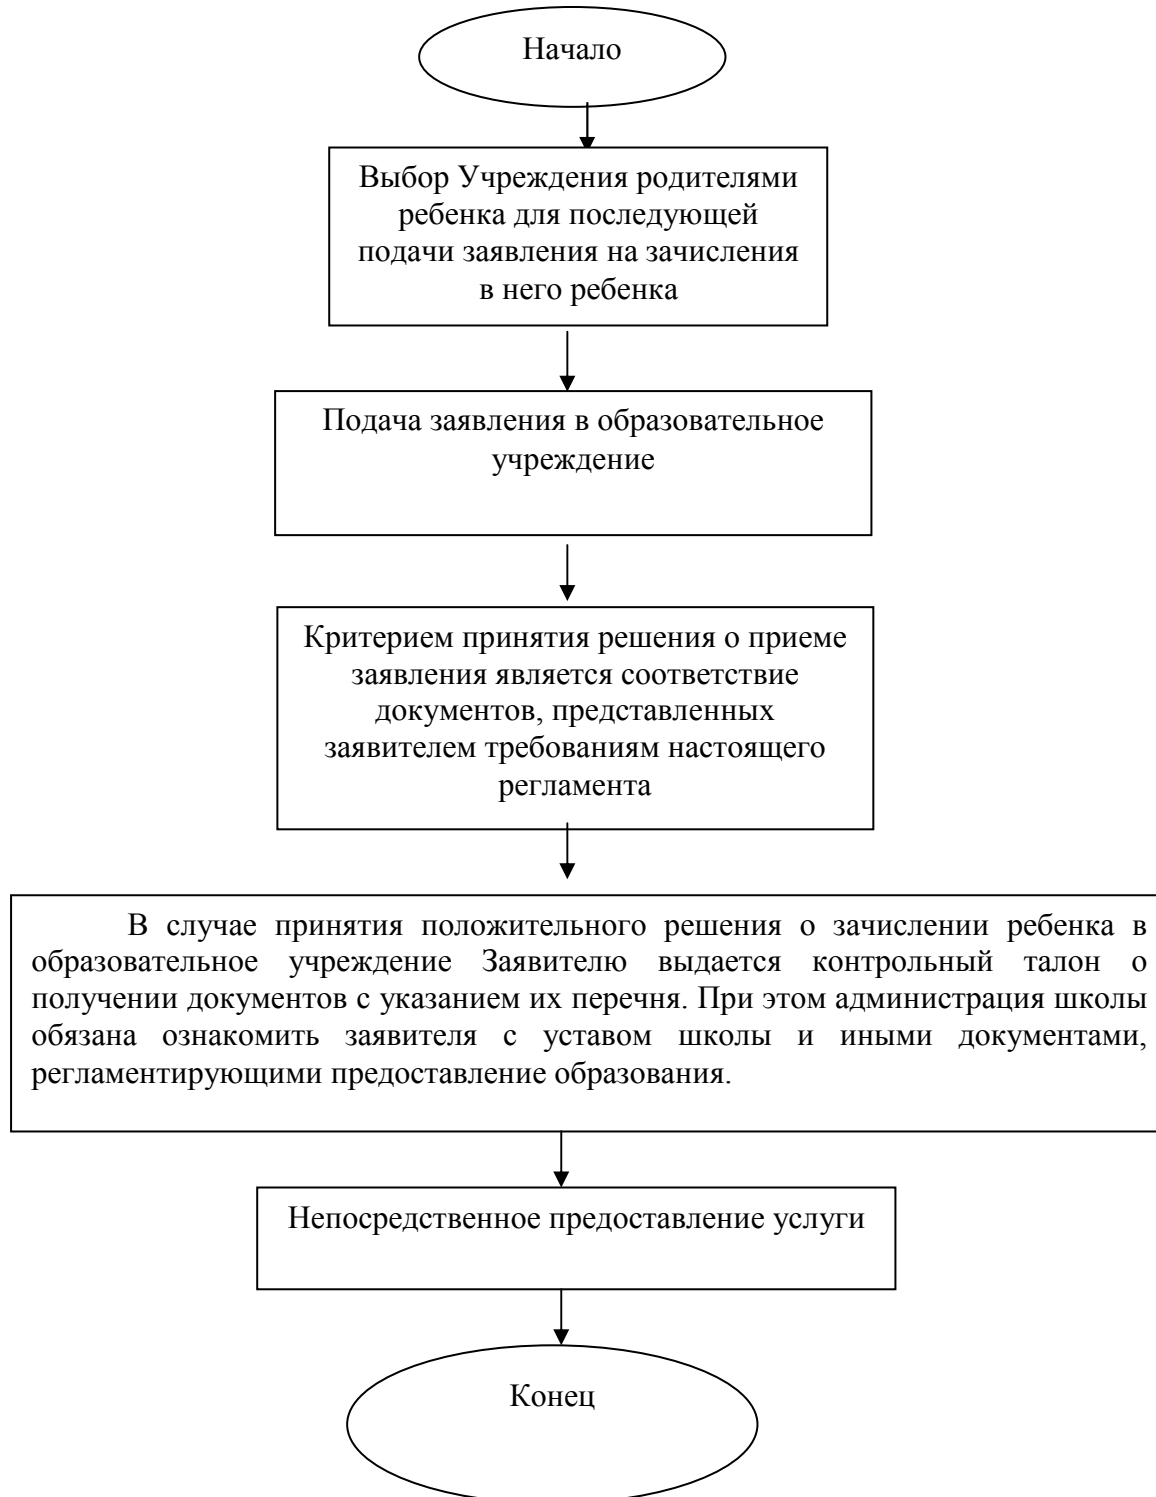 Начало
Выбор Учреждения родителями
ребенка для последующей
подачи заявления на зачисления
в него ребенка
Подача заявления в образовательное
учреждение
Критерием принятия решения о приеме
заявления является соответствие
документов, представленных
заявителем требованиям настоящего
регламента
В случае принятия положительного решения о зачислении ребенка в
образовательное учреждение Заявителю выдается контрольный талон о
получении документов с указанием их перечня. При этом администрация школы
обязана ознакомить заявителя с уставом школы и иными документами,
регламентирующими предоставление образования.
Непосредственное предоставление услуги
Конец